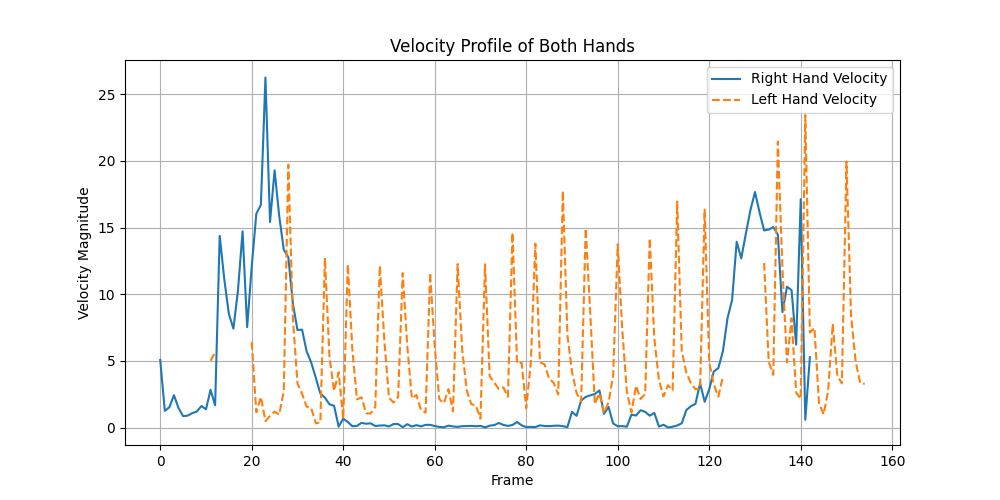 Velocity Profile of Both Hands
Right Hand Velocity
Left Hand Velocity
Velocity Magnitude
25
20
15
10
5
0
0 20 40 60 80 100 120 140 160
Frame